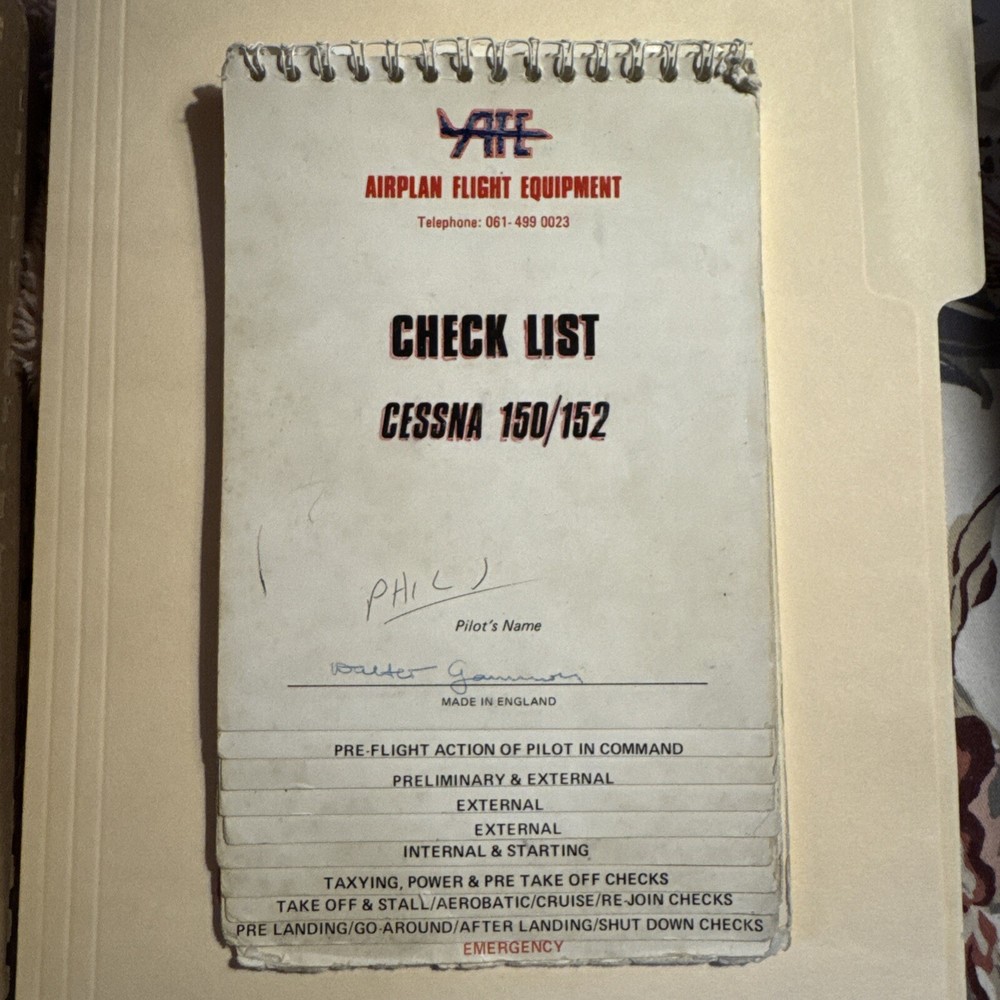 AFE
AIRPLAN FLIGHT EQUIPMENT
Telephone: 061-499 0023
CHECK LIST
CESSNA 150/152
PHIL J
Pilot's Name
Walter
MADE IN ENGLAND
PRE-FLIGHT ACTION OF PILOT IN COMMAND
PRELIMINARY & EXTERNAL
EXTERNAL
EXTERNAL
INTERNAL & STARTING
TAXYING, POWER & PRE TAKE OFF CHECKS
TAKE OFF & STALL/AEROBATIC/CRUISE/RE-JOIN CHECKS
PRE LANDING/GO-AROUND/AFTER LANDING/SHUT DOWN CHECKS
EMERGENCY